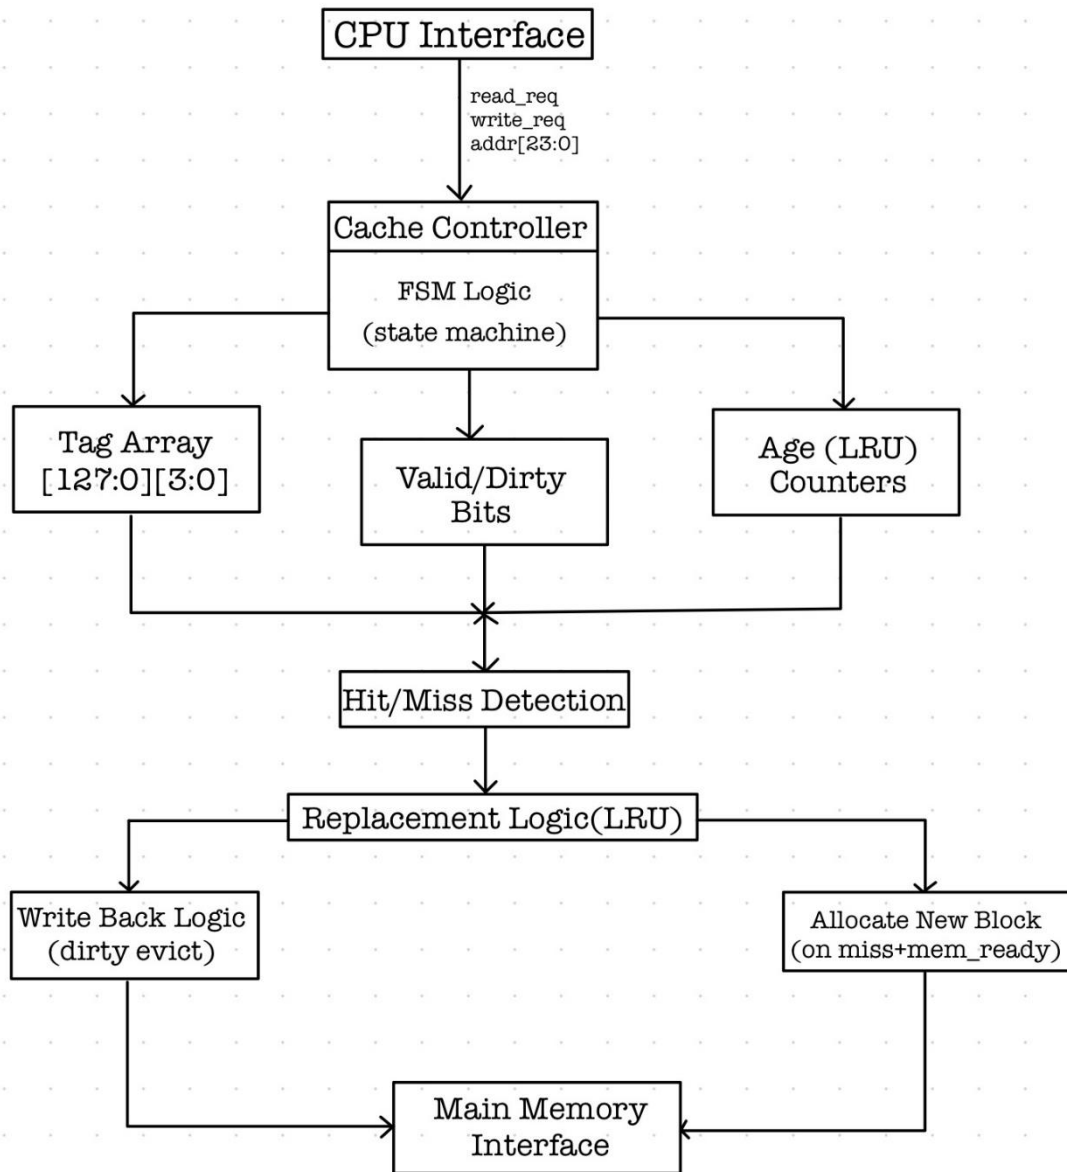 CPU Interface
read_req
write_req
addr[23:0]
Cache Controller
FSM Logic
(state machine)
Tag Array
[127:0][3:0]
Valid/Dirty
Bits
Age (LRU)
Counters
Hit/Miss Detection
Replacement Logic(LRU)
Write Back Logic
(dirty evict)
Allocate New Block
(on miss+mem_ready)
Main Memory
Interface